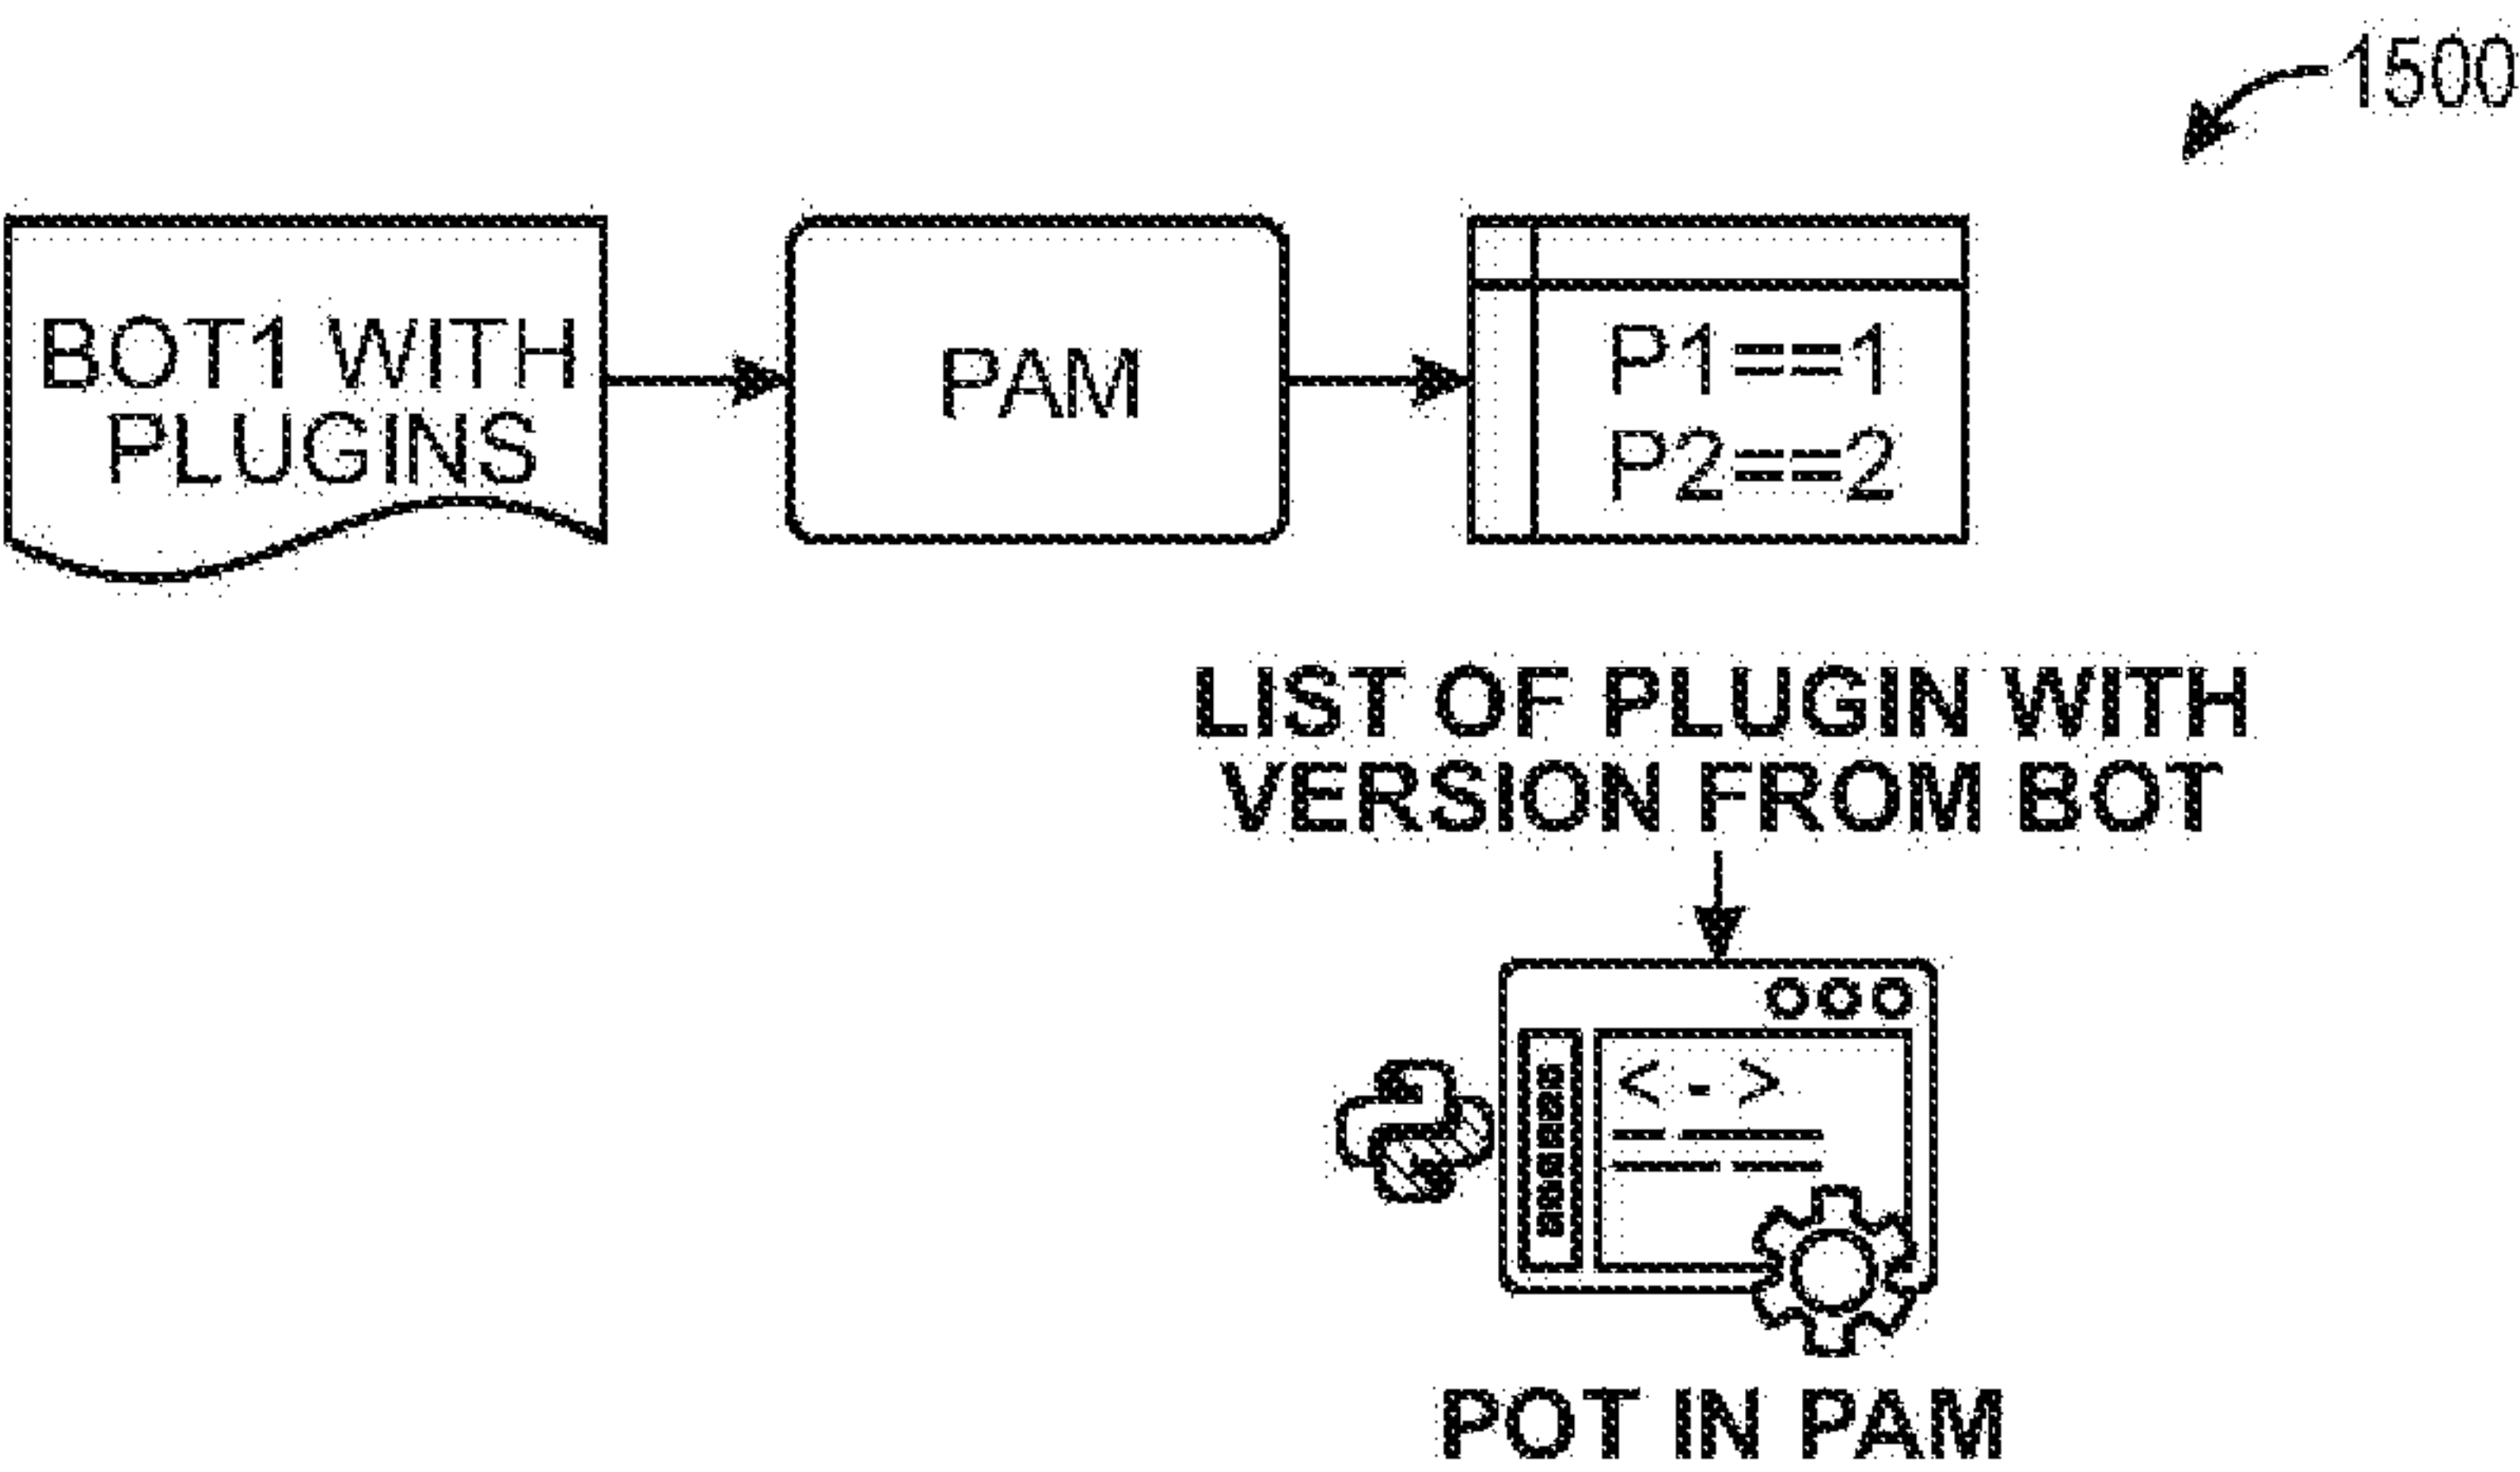 1500
BOT1 WITH
PLUGINS
PAM
P1==1
P2==2
LIST OF PLUGIN WITH
VERSION FROM BOT
< - >
POT IN PAM